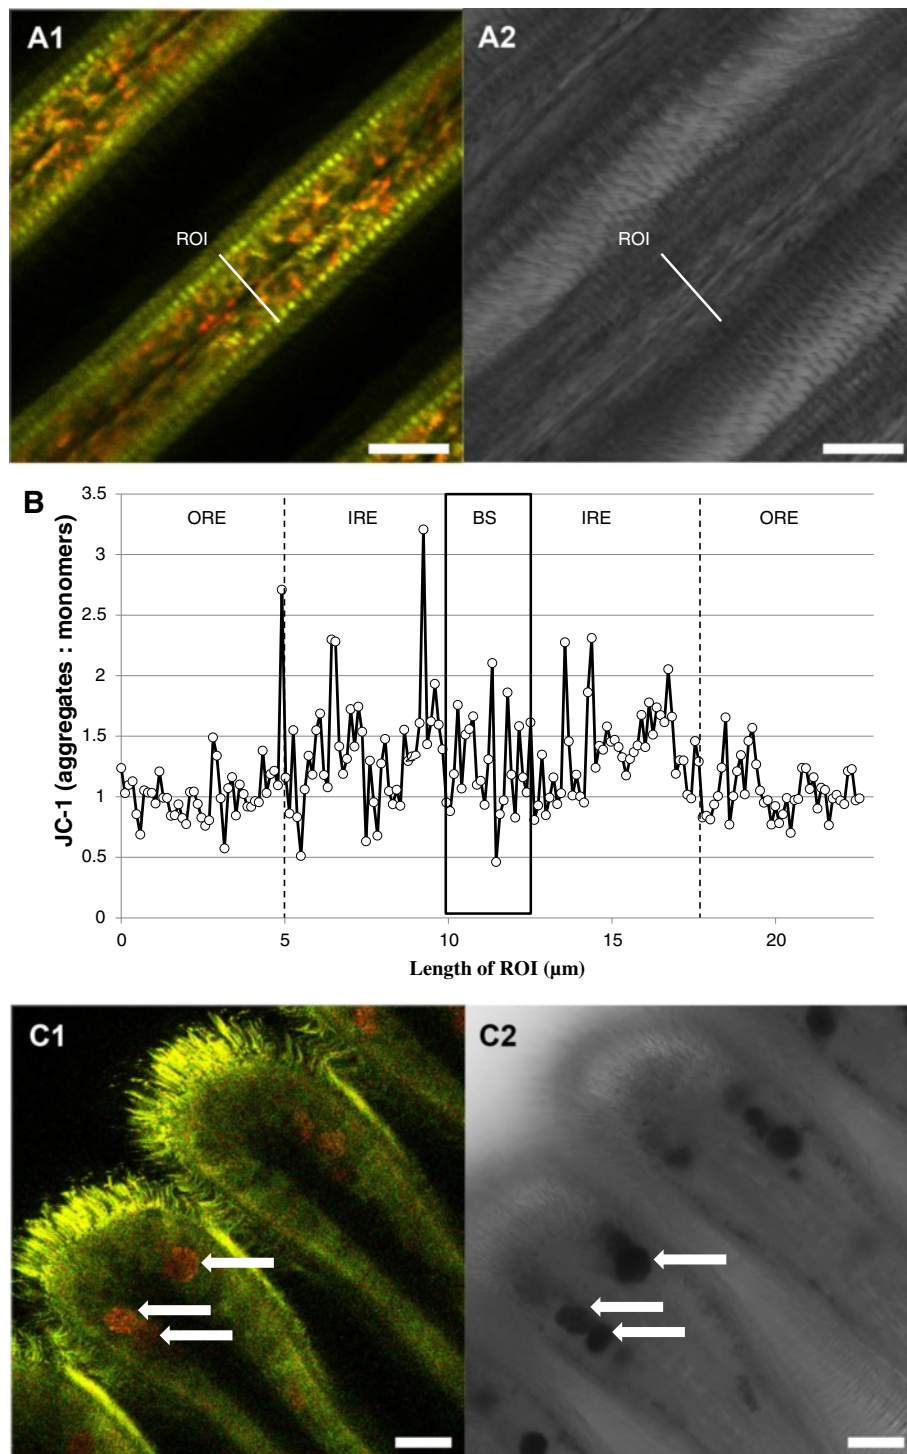 A1
A2
ROI
ROI
B
ORE
IRE
BS
IRE
ORE
JC-1 (aggregates : monomers)
3.5
3
2.5
2
1.5
1
0.5
0
0
5
10
15
20
Length of ROI (µm)
C1
C2